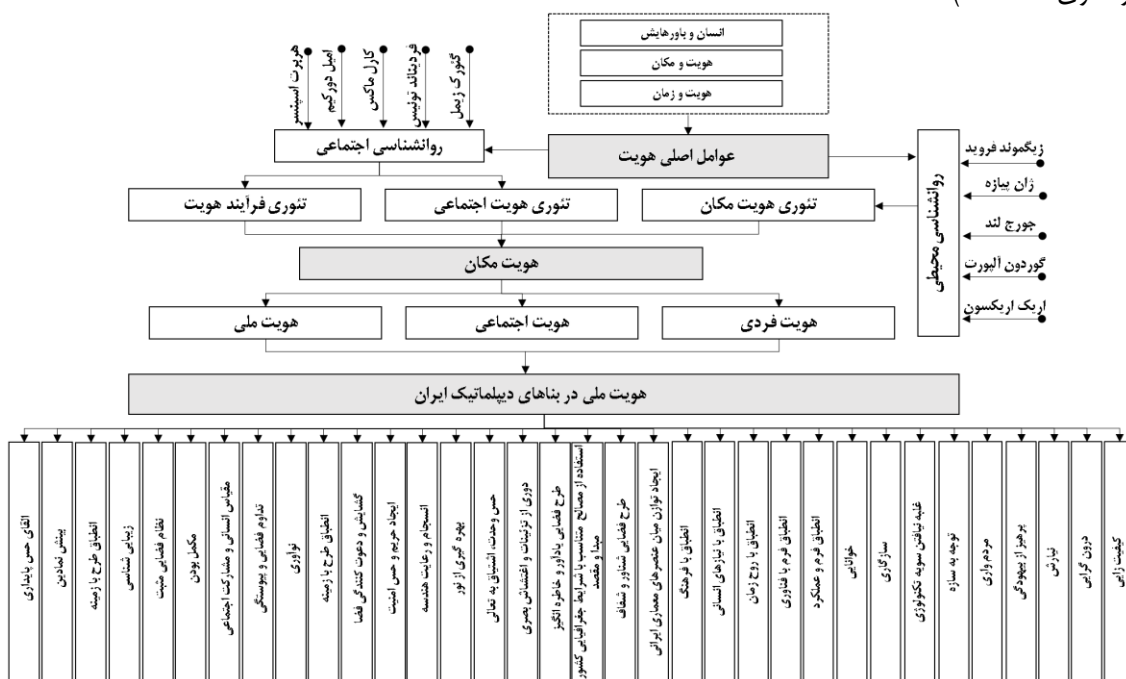 انسان و باورهایش
هویت و مکان
هویت و زمان
گئورک زیمل
فردیناند تونیس
کارل ماکس
امیل دورکیم
هربرت اسپنسر
روانشناسی اجتماعی
عوامل اصلی هویت
روانشناسی محیطی
زیگموند فروید
ژان پیازه
جورج لند
گوردون آلپورت
اریک اریکسون
تئوری هویت مکان
تئوری هویت اجتماعی
تئوری فرآیند هویت
هویت مکان
هویت فردی
هویت اجتماعی
هویت ملی
هویت ملی در بناهای دیپلماتیک ایران
کیفیت زایی
درون گرایی
نیارش
پرهیز از بیهودگی
مردم واری
توجه به سازه
غلبه نیافتن سویه تکنولوژی
سازگاری
خوانایی
انطباق فرم و عملکرد
انطباق فرم با فناوری
انطباق با روح زمان
انطباق با نیازهای انسانی
انطباق با فرهنگ
ایجاد توازن میان عنصرهای معماری ایرانی
طرح فضایی شناور و شفاف
استفاده از مصالح متناسب با شرایط جغرافیایی کشور
مبدا و مقصد
طرح فضایی یادآور و خاطره انگیز
دوری از تزئینات و اغتشاش بصری
حس وحدت، اشتیاق به تعالی
بهره گیری از نور
انسجام و رعایت هندسه
ایجاد حریم و حس امنیت
گشایش و دعوت کنندگی فضا
انطباق طرح با زمینه
نوآوری
تداوم فضایی و پیوستگی
مقیاس انسانی و مشارکت اجتماعی
مکمل بودن
نظام فضایی مثبت
زیبایی شناسی
انطباق طرح با زمینه
بینش نمادین
القای حس پایداری